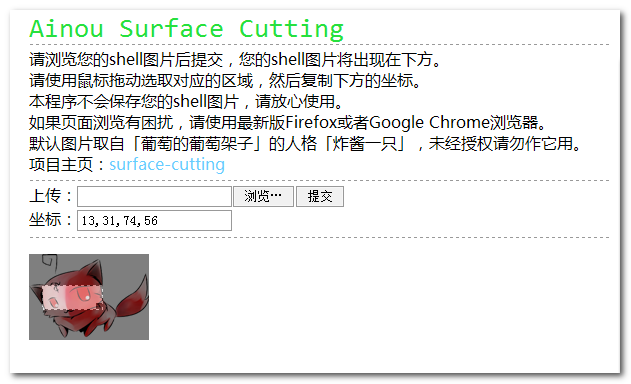 Ainou Surface Cutting
请浏览您的shell图片后提交，您的shell图片将出现在下方。
请使用鼠标拖动选取对应的区域，然后复制下方的坐标。
本程序不会保存您的shell图片，请放心使用。
如果页面浏览有困扰，请使用最新版Firefox或者Google Chrome浏览器。
默认图片取自「葡萄的葡萄架子」的人格「炸酱一只」，未经授权请勿作它用。
项目主页：surface-cutting
上传： 浏览… 提交
坐标：13,31,74,56